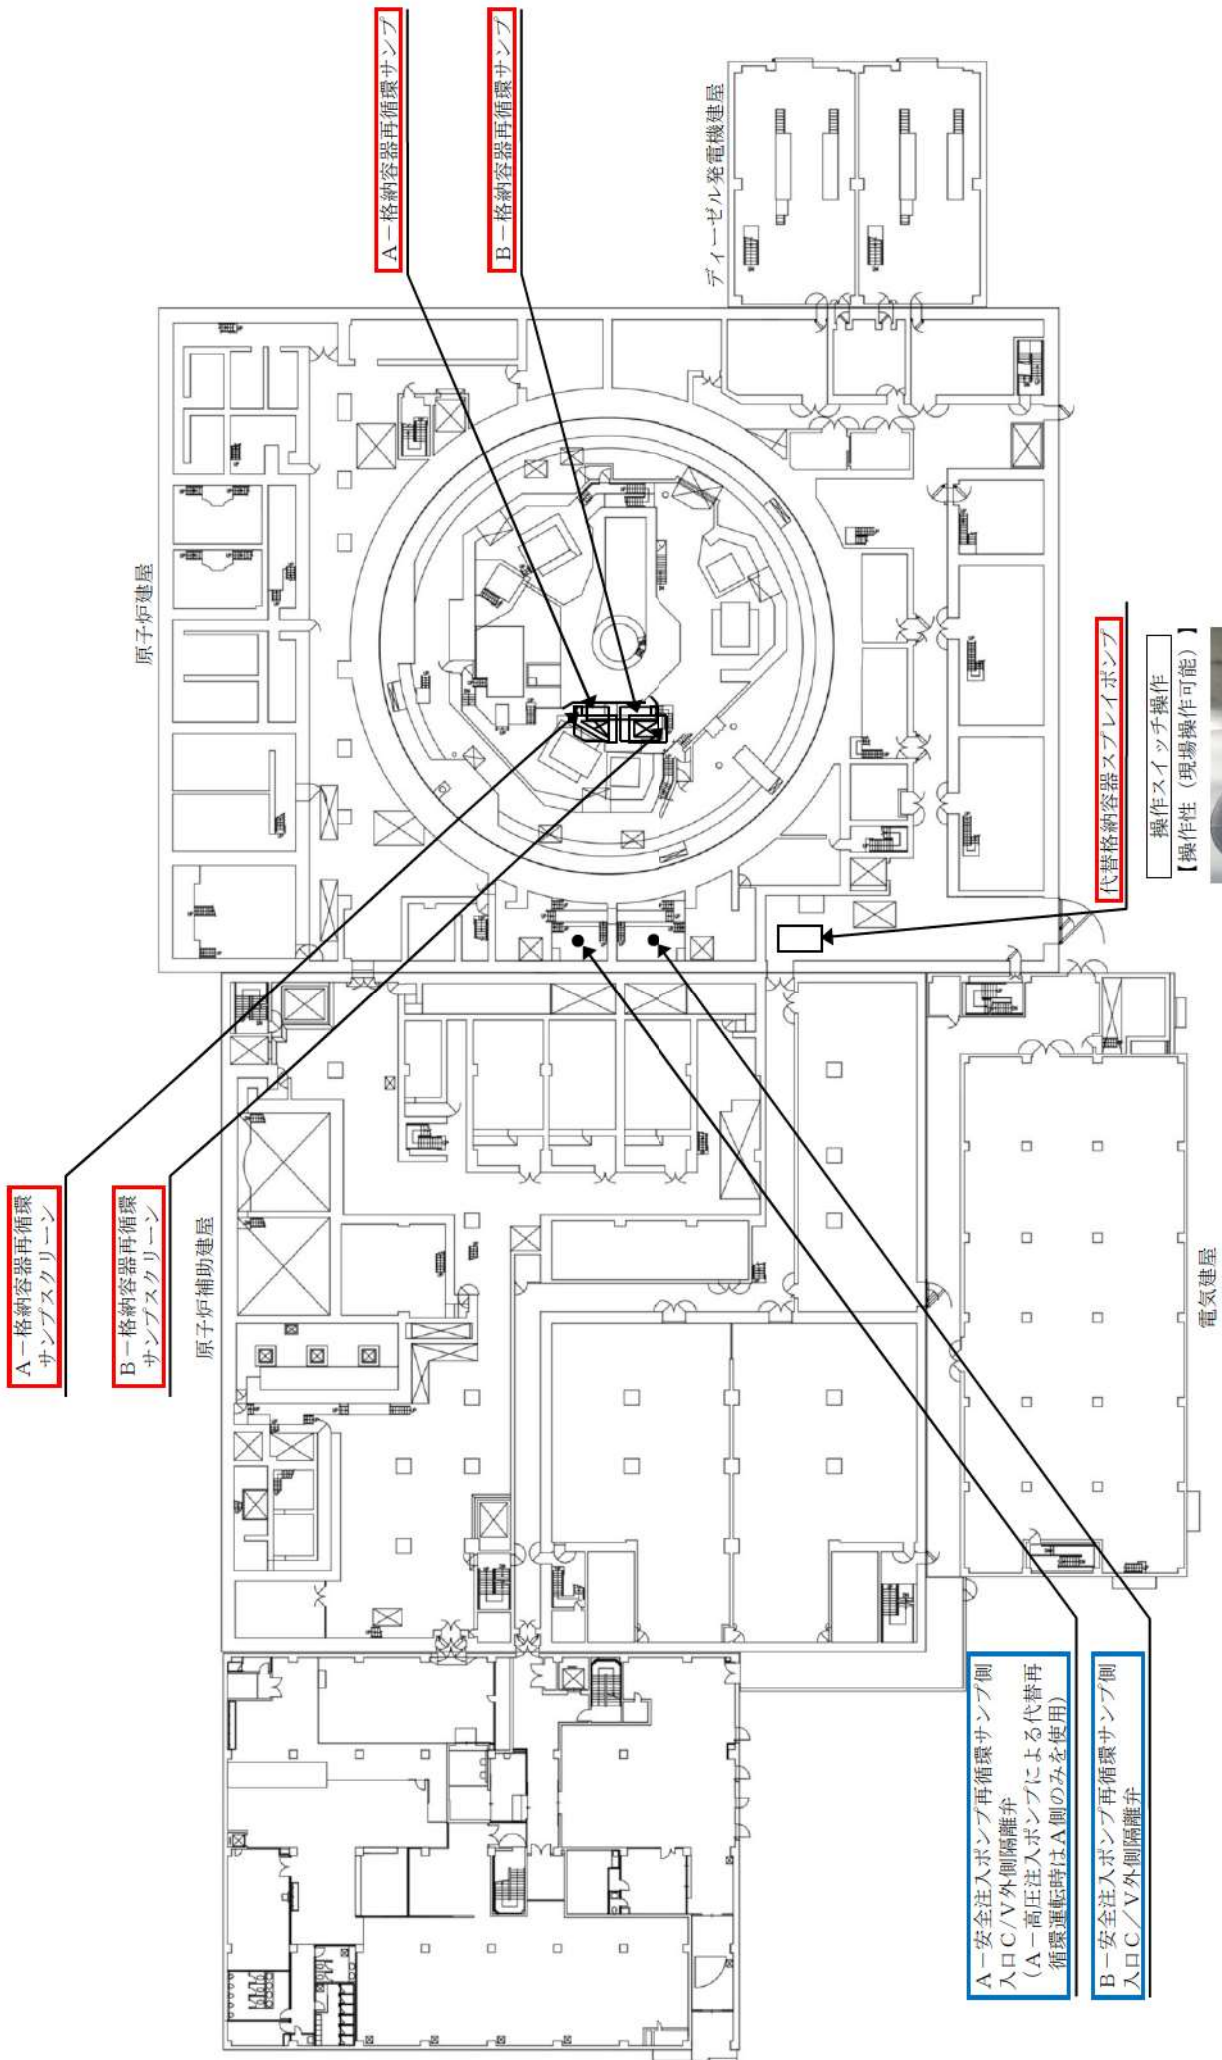 A－格納容器再循環サンプ
B－格納容器再循環サンプ
ディーゼル発電機建屋
原子炉建屋
代替格納容器スプレイポンプ
操作スイッチ操作
【操作性（現場操作可能）】
A－格納容器再循環
サンプスクリーン
B－格納容器再循環
サンプスクリーン
原子炉補助建屋
電気建屋
A－安全注入ポンプ再循環サンプ側
入口C/V外側隔離弁
（A－高圧注入ポンプによる代替再
循環運転時はA側のみを使用）
B－安全注入ポンプ再循環サンプ側
入口C／V外側隔離弁